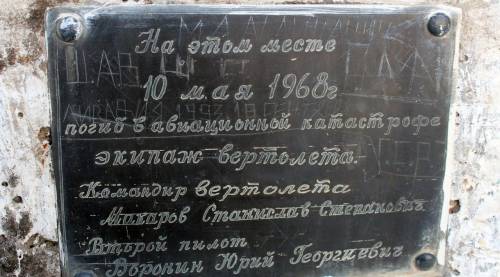 На этом месте
10 мая 1968г
погиб в авиационной катастрофе
экипаж вертолета.
Командир вертолета
Макаров Станислав Степанович
Второй пилот
Воронин Юрий Георгиевич